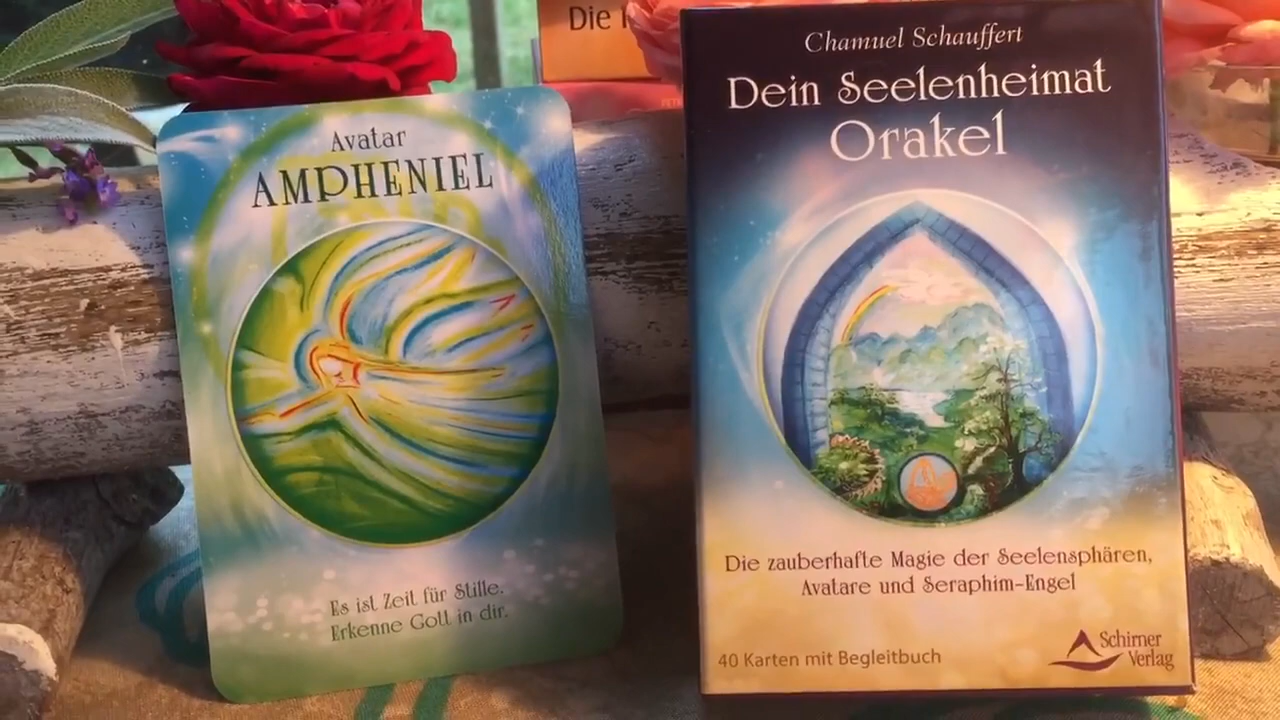 Avatar
AMPHENIEL
Es ist Zeit für Stille.
Erkenne Gott in dir.
Die
Chamuel Schauffert
Dein Seelenheimat
Orakel
Die zauberhafte Magie der Seelensphären,
Avatare und Seraphim-Engel
40 Karten mit Begleitbuch
Schirner
Verlag